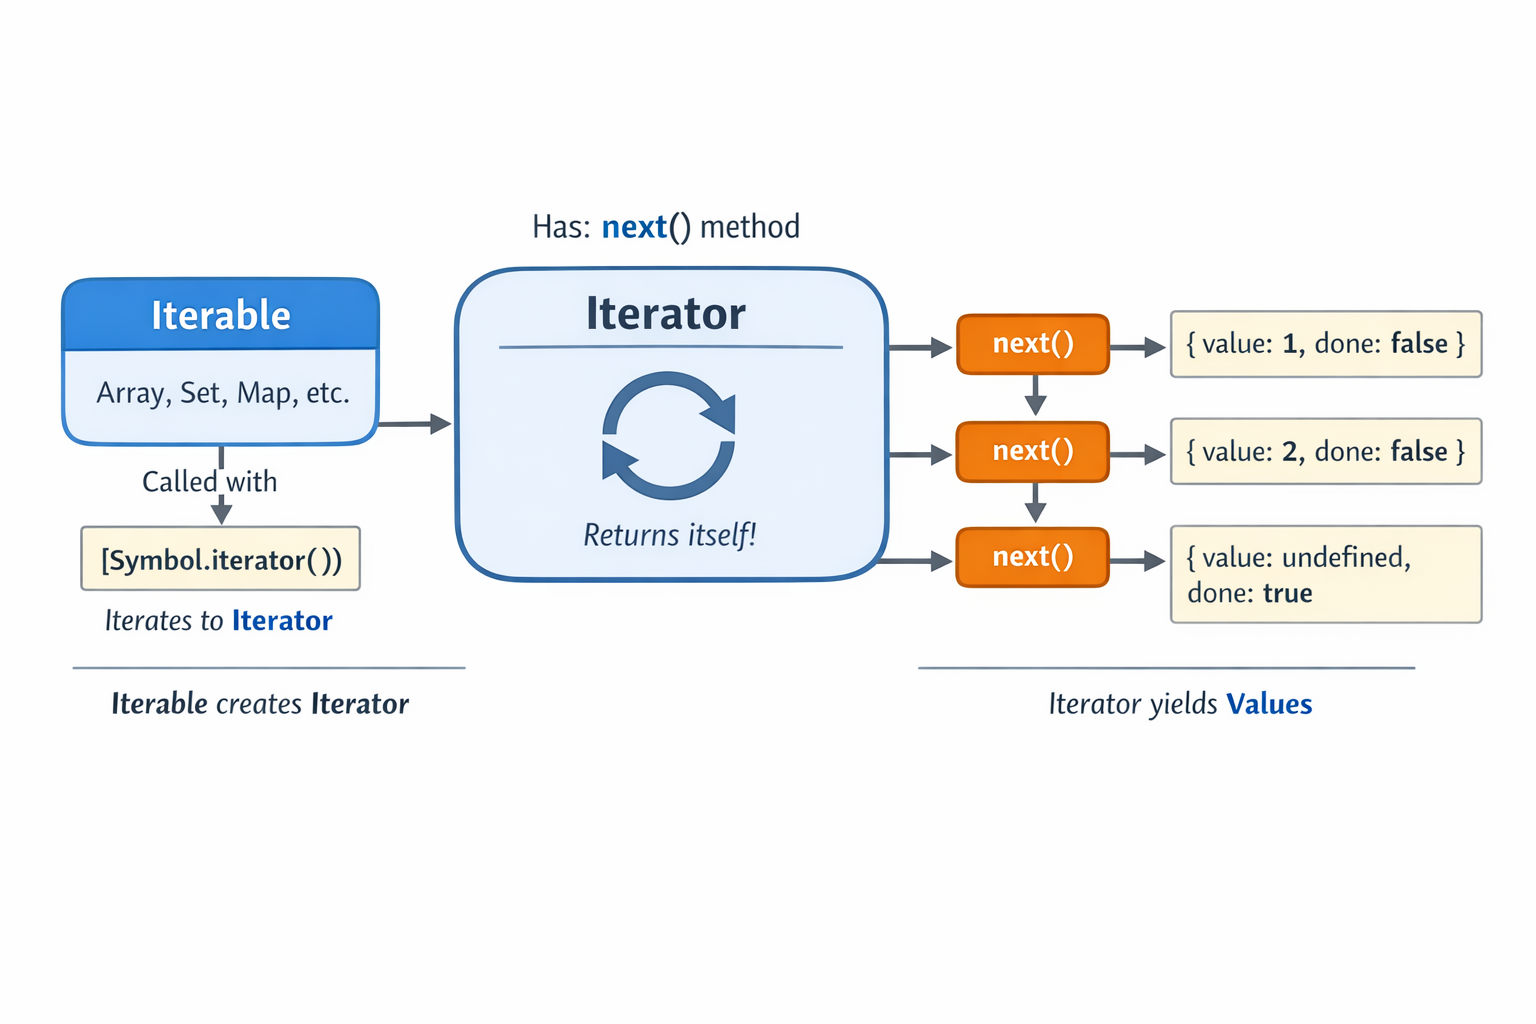 Has: next() method
Iterable
Array, Set, Map, etc.
Called with
[Symbol.iterator())
Iterates to Iterator
Iterable creates Iterator
Iterator
Returns itself!
next()
{ value: 1, done: false }
next()
{ value: 2, done: false }
next()
{ value: undefined,
done: true
Iterator yields Values